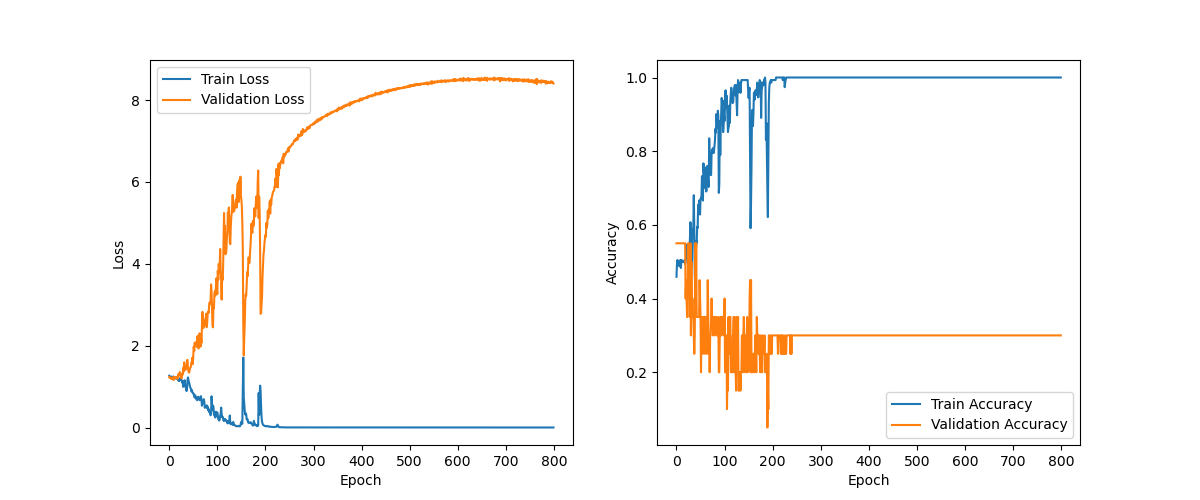 Train Loss
Validation Loss
8
6
4
2
0
Loss
0 100 200 300 400 500 600 700 800
Epoch
1.0
0.8
0.6
0.4
0.2
Accuracy
Train Accuracy
Validation Accuracy
0 100 200 300 400 500 600 700 800
Epoch